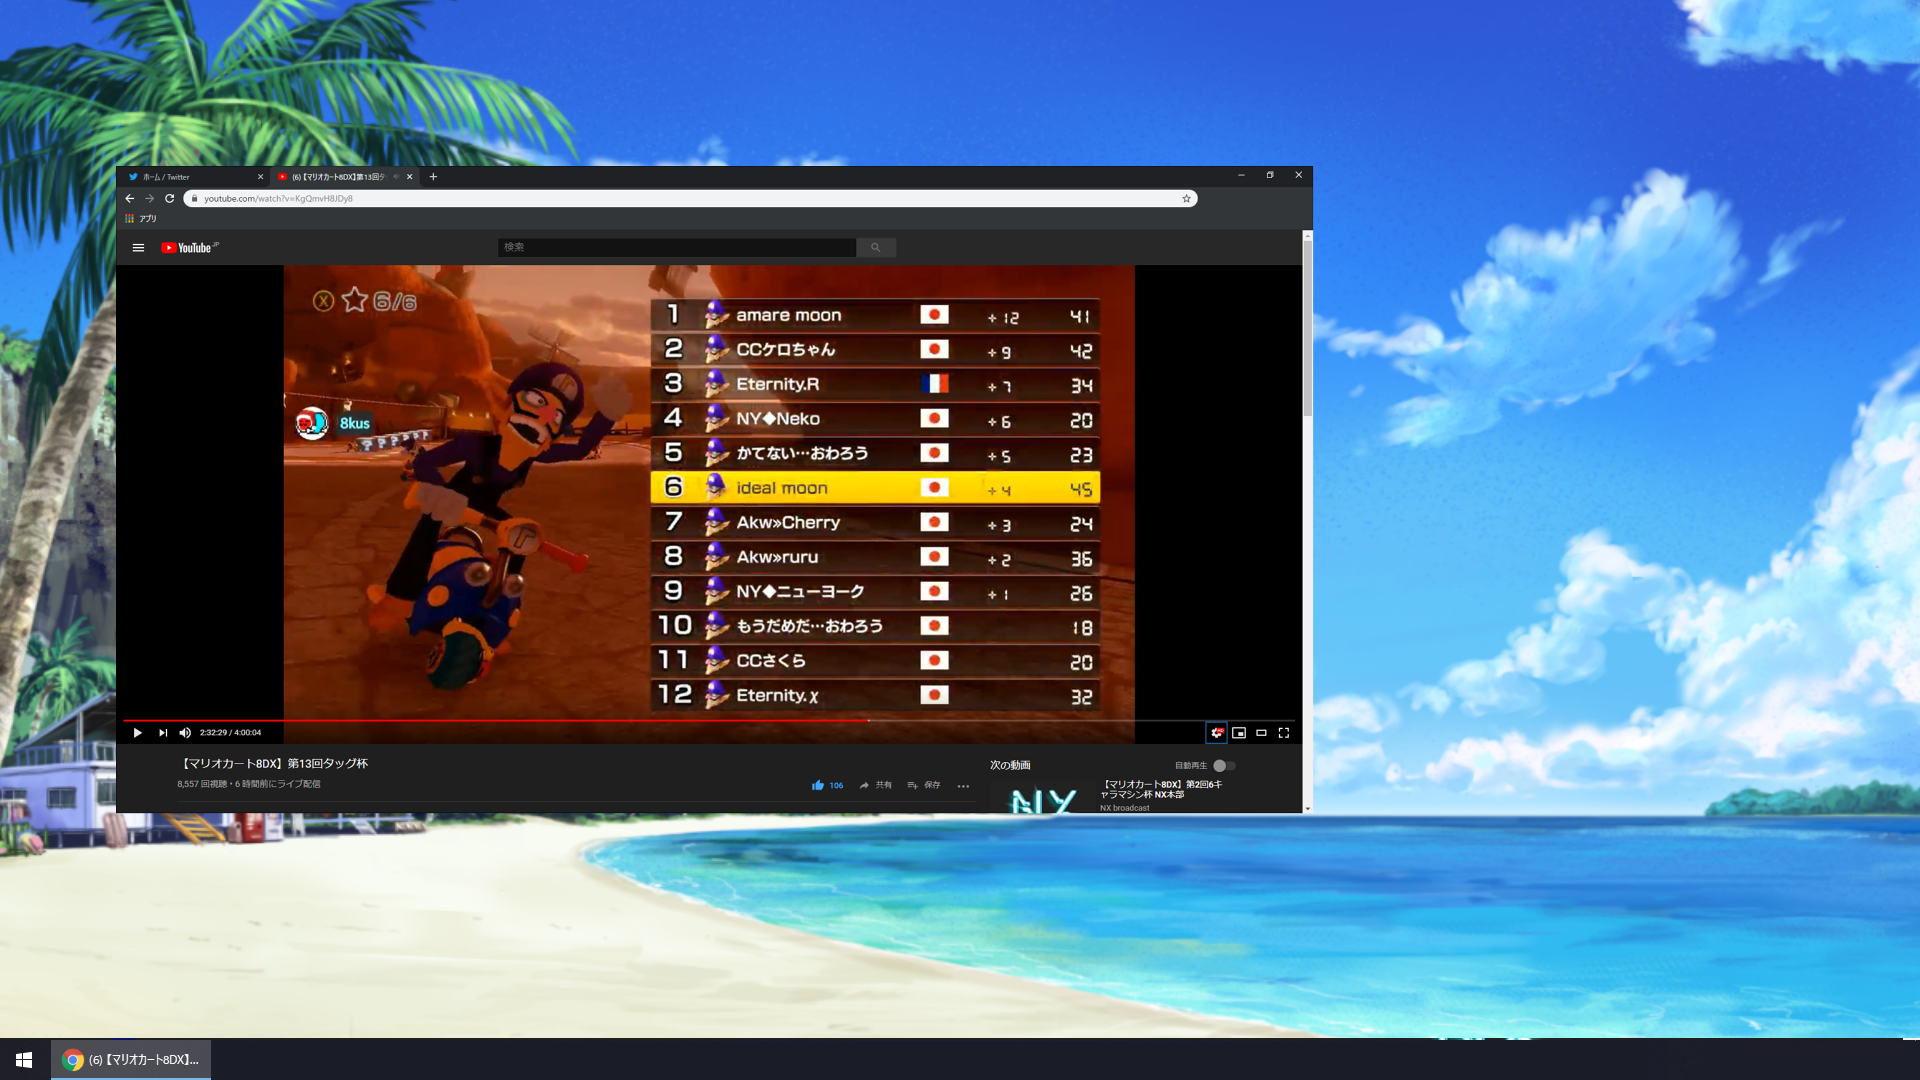 ホーム / Twitter
(6)【マリオカート8DX】第13回タ
youtube.com/watch?v=KgQmvH8JDy8
アプリ
YouTube JP
検索
X 6/6
8kus
1 amare moon +12 41
2 CCケロちゃん +9 42
3 Eternity.R +7 34
4 NY◆Neko +6 20
5 かてない…おわろう +5 23
6 ideal moon +4 45
7 Akw»Cherry +3 24
8 Akw»ruru +2 36
9 NY◆ニューヨーク +1 26
10 もうだめだ…おわろう 18
11 CCさくら 20
12 Eternity.χ 32
2:32:29 / 4:00:04
【マリオカート8DX】第13回タッグ杯
8,557 回視聴・6 時間前にライブ配信
106 共有 保存
次の動画
自動再生
NX
【マリオカート8DX】第2回6キャラマシン杯 NX本部
NX broadcast
(6)【マリオカート8DX】...